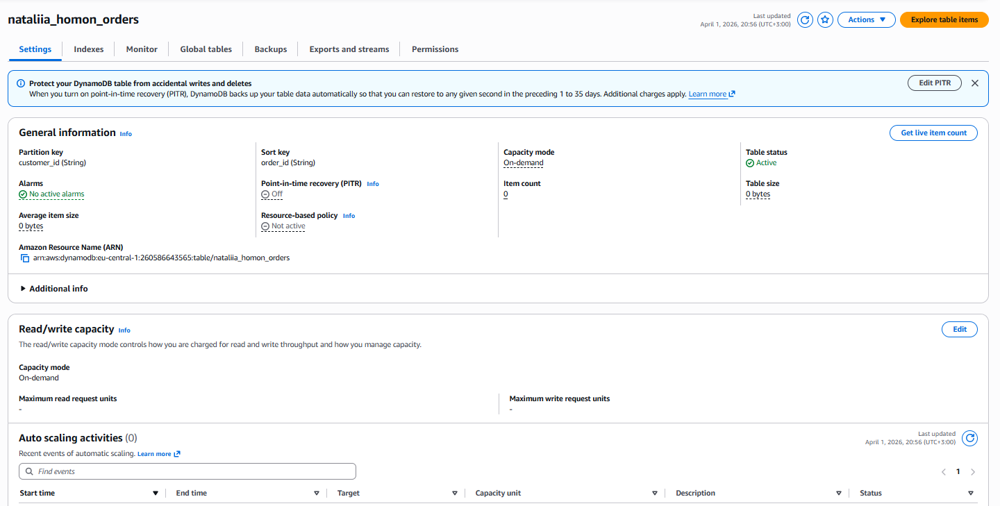 nataliia_homon_orders
Last updated
April 1, 2026, 20:56 (UTC+3:00)
Actions
Explore table items
Settings
Indexes
Monitor
Global tables
Backups
Exports and streams
Permissions
Protect your DynamoDB table from accidental writes and deletes
When you turn on point-in-time recovery (PITR), DynamoDB backs up your table data automatically so that you can restore to any given second in the preceding 1 to 35 days. Additional charges apply. Learn more
Edit PITR
General information Info
Get live item count
Partition key
customer_id (String)
Sort key
order_id (String)
Capacity mode
On-demand
Table status
Active
Alarms
No active alarms
Point-in-time recovery (PITR) Info
Off
Item count
0
Table size
0 bytes
Average item size
0 bytes
Resource-based policy Info
Not active
Amazon Resource Name (ARN)
arn:aws:dynamodb:eu-central-1:260586643565:table/nataliia_homon_orders
Additional info
Read/write capacity Info
Edit
The read/write capacity mode controls how you are charged for read and write throughput and how you manage capacity.
Capacity mode
On-demand
Maximum read request units
-
Maximum write request units
-
Auto scaling activities (0)
Last updated
April 1, 2026, 20:56 (UTC+3:00)
Recent events of automatic scaling. Learn more
Find events
1
Start time
End time
Target
Capacity unit
Description
Status